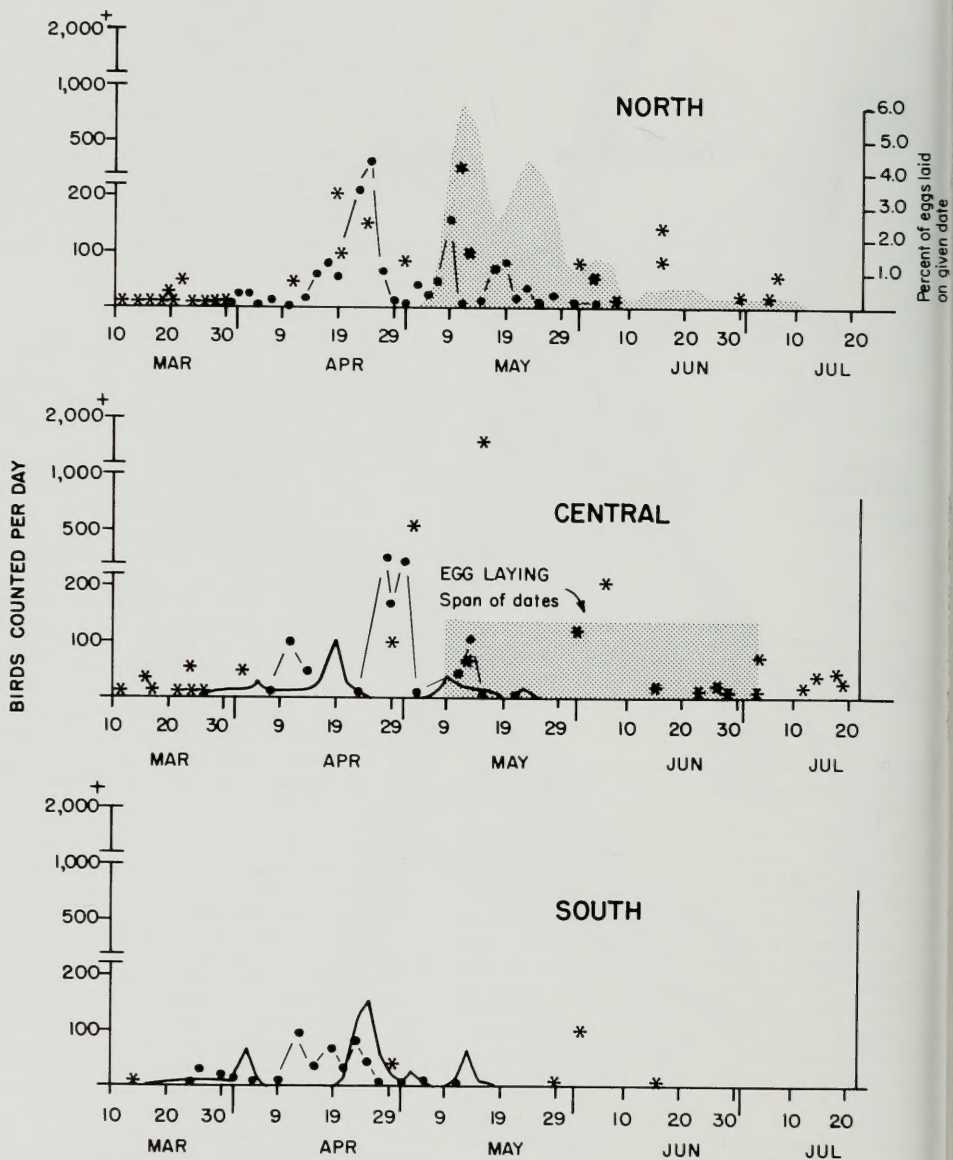 BIRDS COUNTED PER DAY
NORTH
2,000+
1,000
500
200
100
6.0
5.0
4.0
3.0
2.0
1.0
Percent of eggs laid
on given date
10 20 30 9 19 29 9 19 29 10 20 30 10 20
MAR APR MAY JUN JUL
CENTRAL
2,000+
1,000
500
200
100
EGG LAYING
Span of dates
10 20 30 9 19 29 9 19 29 10 20 30 10 20
MAR APR MAY JUN JUL
SOUTH
2,000+
1,000
500
200
100
10 20 30 9 19 29 9 19 29 10 20 30 10 20
MAR APR MAY JUN JUL